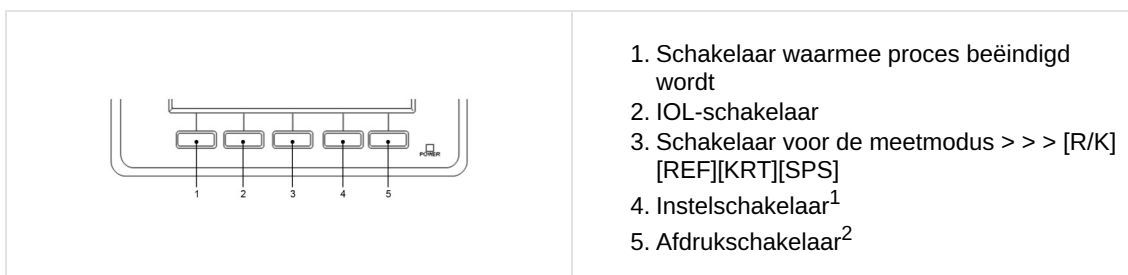 POWER
1 2 3 4 5
1. Schakelaar waarmee proces beëindigd
wordt
2. IOL-schakelaar
3. Schakelaar voor de meetmodus > > > [R/K]
[REF][KRT][SPS]
4. Instelschakelaar1
5. Afdrukschakelaar2